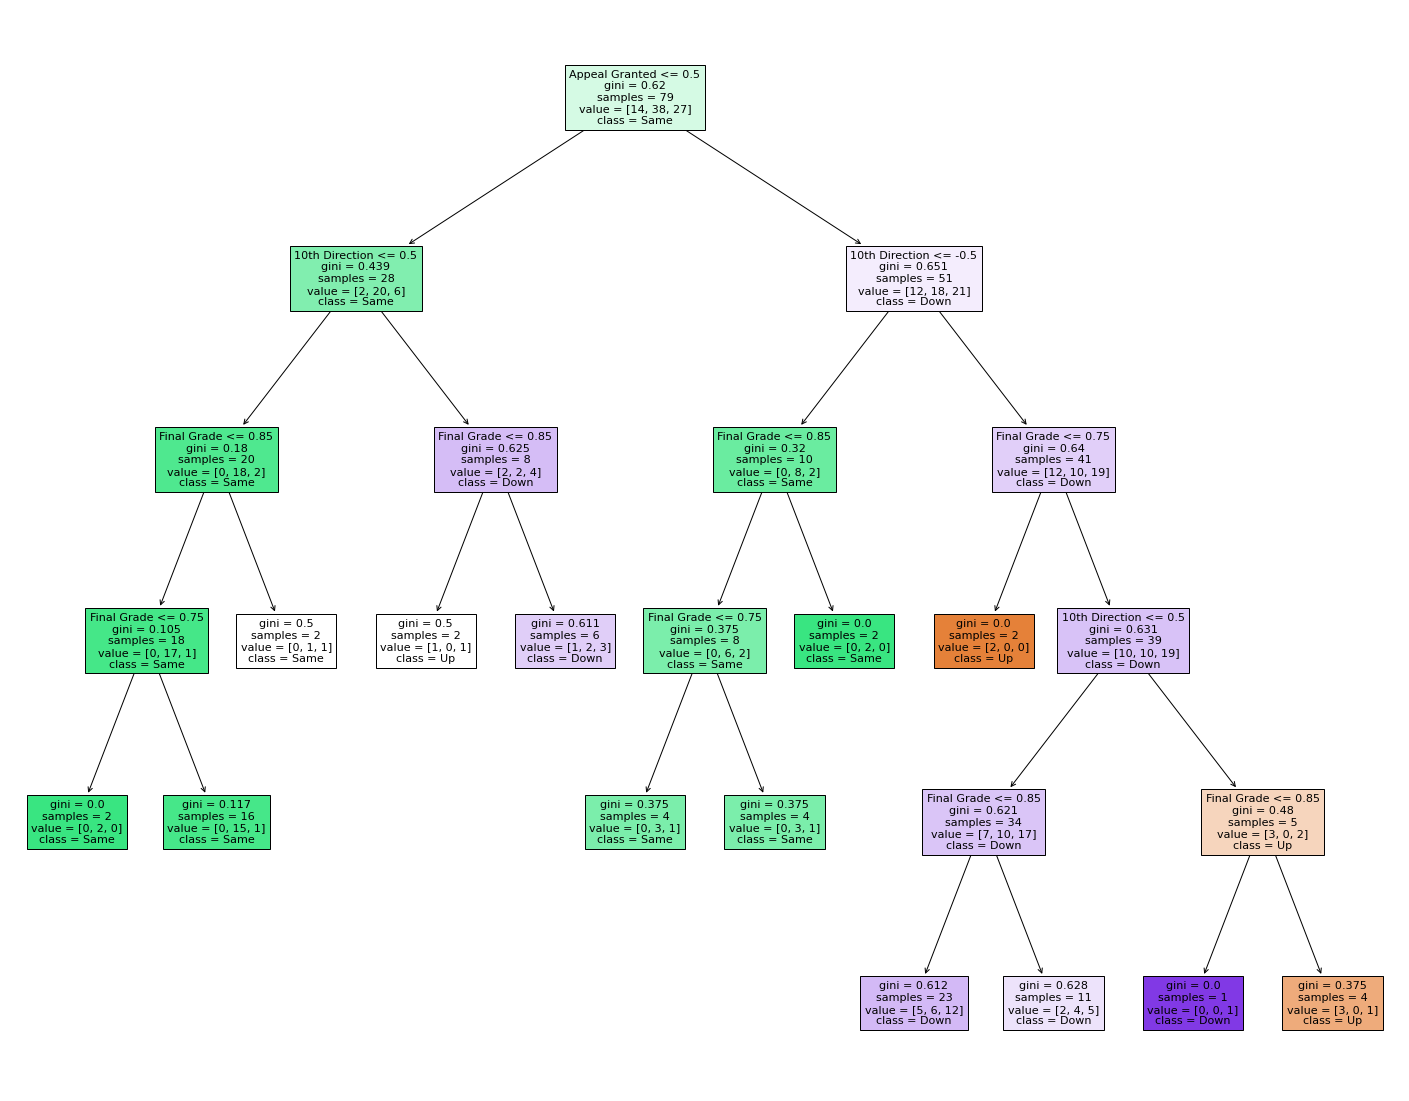 Appeal Granted <= 0.5
gini = 0.62
samples = 79
value = [14, 38, 27]
class = Same
10th Direction <= 0.5
gini = 0.439
samples = 28
value = [2, 20, 6]
class = Same
10th Direction <= -0.5
gini = 0.651
samples = 51
value = [12, 18, 21]
class = Down
Final Grade <= 0.85
gini = 0.18
samples = 20
value = [0, 18, 2]
class = Same
Final Grade <= 0.85
gini = 0.625
samples = 8
value = [2, 2, 4]
class = Down
Final Grade <= 0.85
gini = 0.32
samples = 10
value = [0, 8, 2]
class = Same
Final Grade <= 0.75
gini = 0.64
samples = 41
value = [12, 10, 19]
class = Down
Final Grade <= 0.75
gini = 0.105
samples = 18
value = [0, 17, 1]
class = Same
gini = 0.5
samples = 2
value = [0, 1, 1]
class = Same
gini = 0.5
samples = 2
value = [1, 0, 1]
class = Up
gini = 0.611
samples = 6
value = [1, 2, 3]
class = Down
Final Grade <= 0.75
gini = 0.375
samples = 8
value = [0, 6, 2]
class = Same
gini = 0.0
samples = 2
value = [0, 2, 0]
class = Same
gini = 0.0
samples = 2
value = [2, 0, 0]
class = Up
10th Direction <= 0.5
gini = 0.631
samples = 39
value = [10, 10, 19]
class = Down
gini = 0.0
samples = 2
value = [0, 2, 0]
class = Same
gini = 0.117
samples = 16
value = [0, 15, 1]
class = Same
gini = 0.375
samples = 4
value = [0, 3, 1]
class = Same
gini = 0.375
samples = 4
value = [0, 3, 1]
class = Same
Final Grade <= 0.85
gini = 0.621
samples = 34
value = [7, 10, 17]
class = Down
Final Grade <= 0.85
gini = 0.48
samples = 5
value = [3, 0, 2]
class = Up
gini = 0.612
samples = 23
value = [5, 6, 12]
class = Down
gini = 0.628
samples = 11
value = [2, 4, 5]
class = Down
gini = 0.0
samples = 1
value = [0, 0, 1]
class = Down
gini = 0.375
samples = 4
value = [3, 0, 1]
class = Up